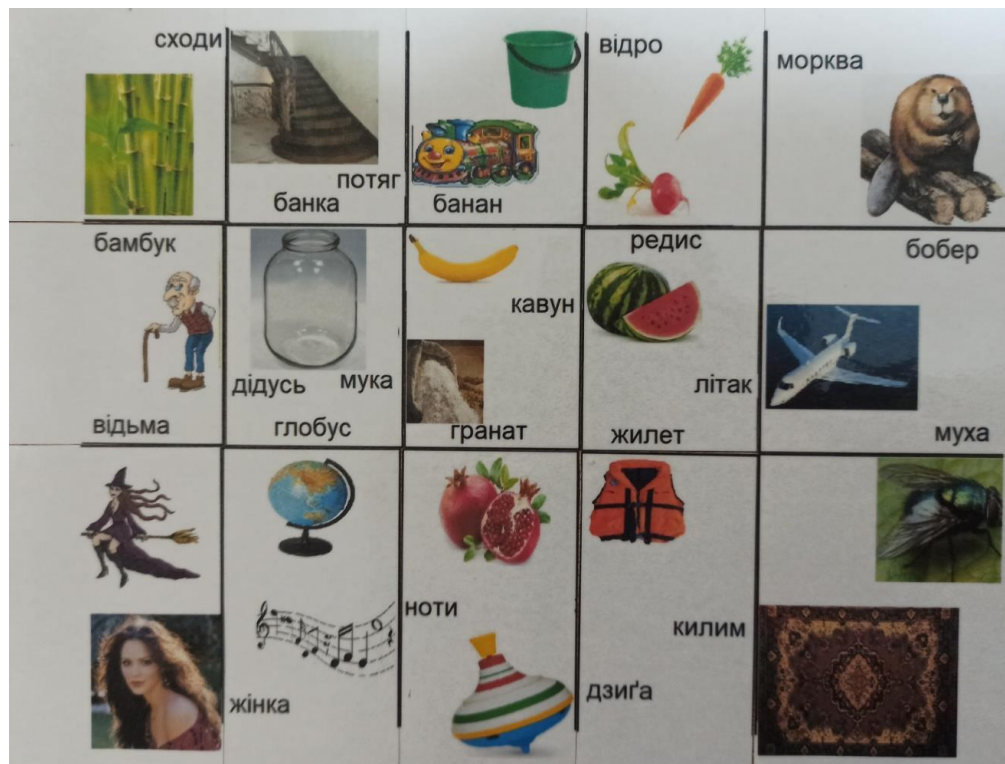 сходи
відро
морква
потяг
банка
банан
бамбук
редис
бобер
кавун
дідусь
мука
літак
відьма
глобус
гранат
жилет
муха
ноти
килим
жінка
дзиґа